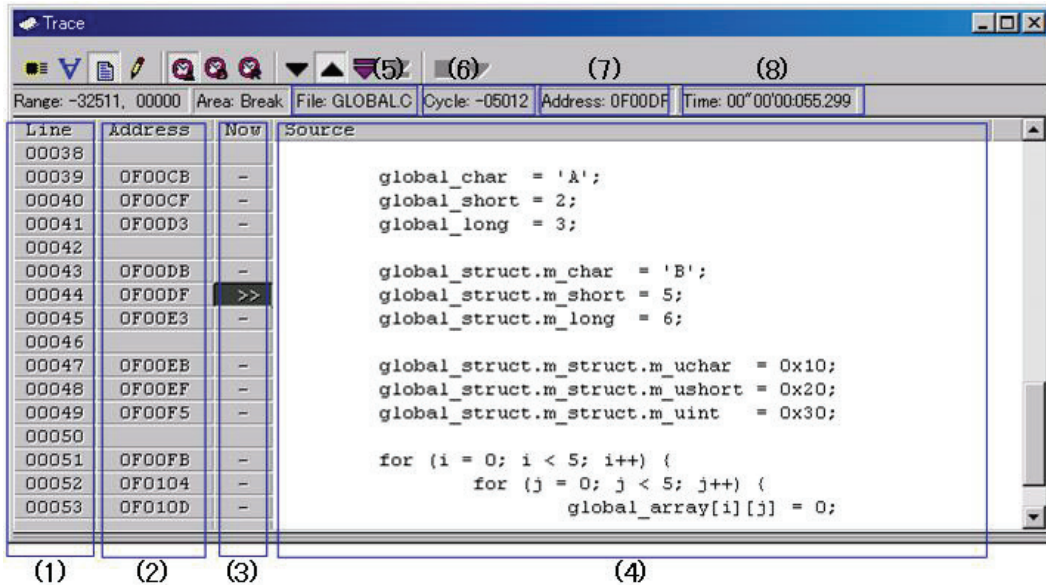 Trace
(5) (6) (7) (8)
Range: -32511, 00000 Area: Break File: GLOBAL.C Cycle: -05012 Address: 0F00DF Time: 00"00'00:055.299
Line Address Now Source
00038
00039 0F00CB - global_char = 'A';
00040 0F00CF - global_short = 2;
00041 0F00D3 - global_long = 3;
00042
00043 0F00DB - global_struct.m_char = 'B';
00044 0F00DF >> global_struct.m_short = 5;
00045 0F00E3 - global_struct.m_long = 6;
00046
00047 0F00EB - global_struct.m_struct.m_uchar = 0x10;
00048 0F00EF - global_struct.m_struct.m_ushort = 0x20;
00049 0F00F5 - global_struct.m_struct.m_uint = 0x30;
00050
00051 0F00FB - for (i = 0; i < 5; i++) {
00052 0F0104 - for (j = 0; j < 5; j++) {
00053 0F010D - global_array[i][j] = 0;
(1) (2) (3) (4)